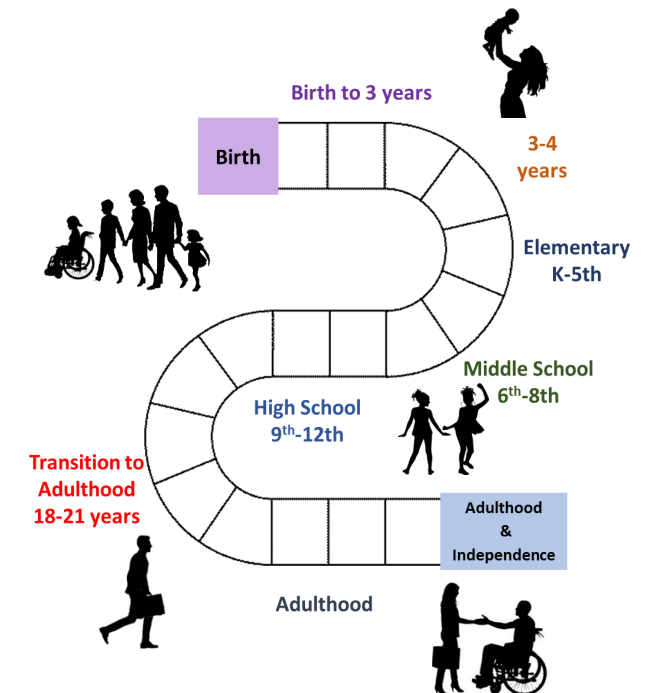 Birth to 3 years
Birth
3-4
years
Elementary
K-5th
Middle School
6th-8th
High School
9th-12th
Transition to
Adulthood
18-21 years
Adulthood
&
Independence
Adulthood